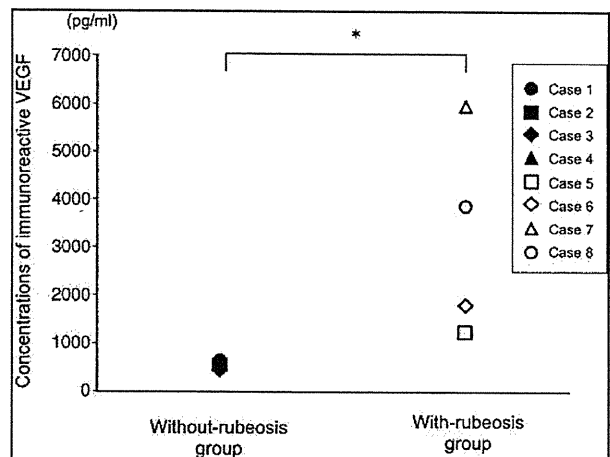 (pg/ml)
*
Concentrations of immunoreactive VEGF
7000
6000
5000
4000
3000
2000
1000
0
Case 1
Case 2
Case 3
Case 4
Case 5
Case 6
Case 7
Case 8
Without-rubeosis
group
With-rubeosis
group